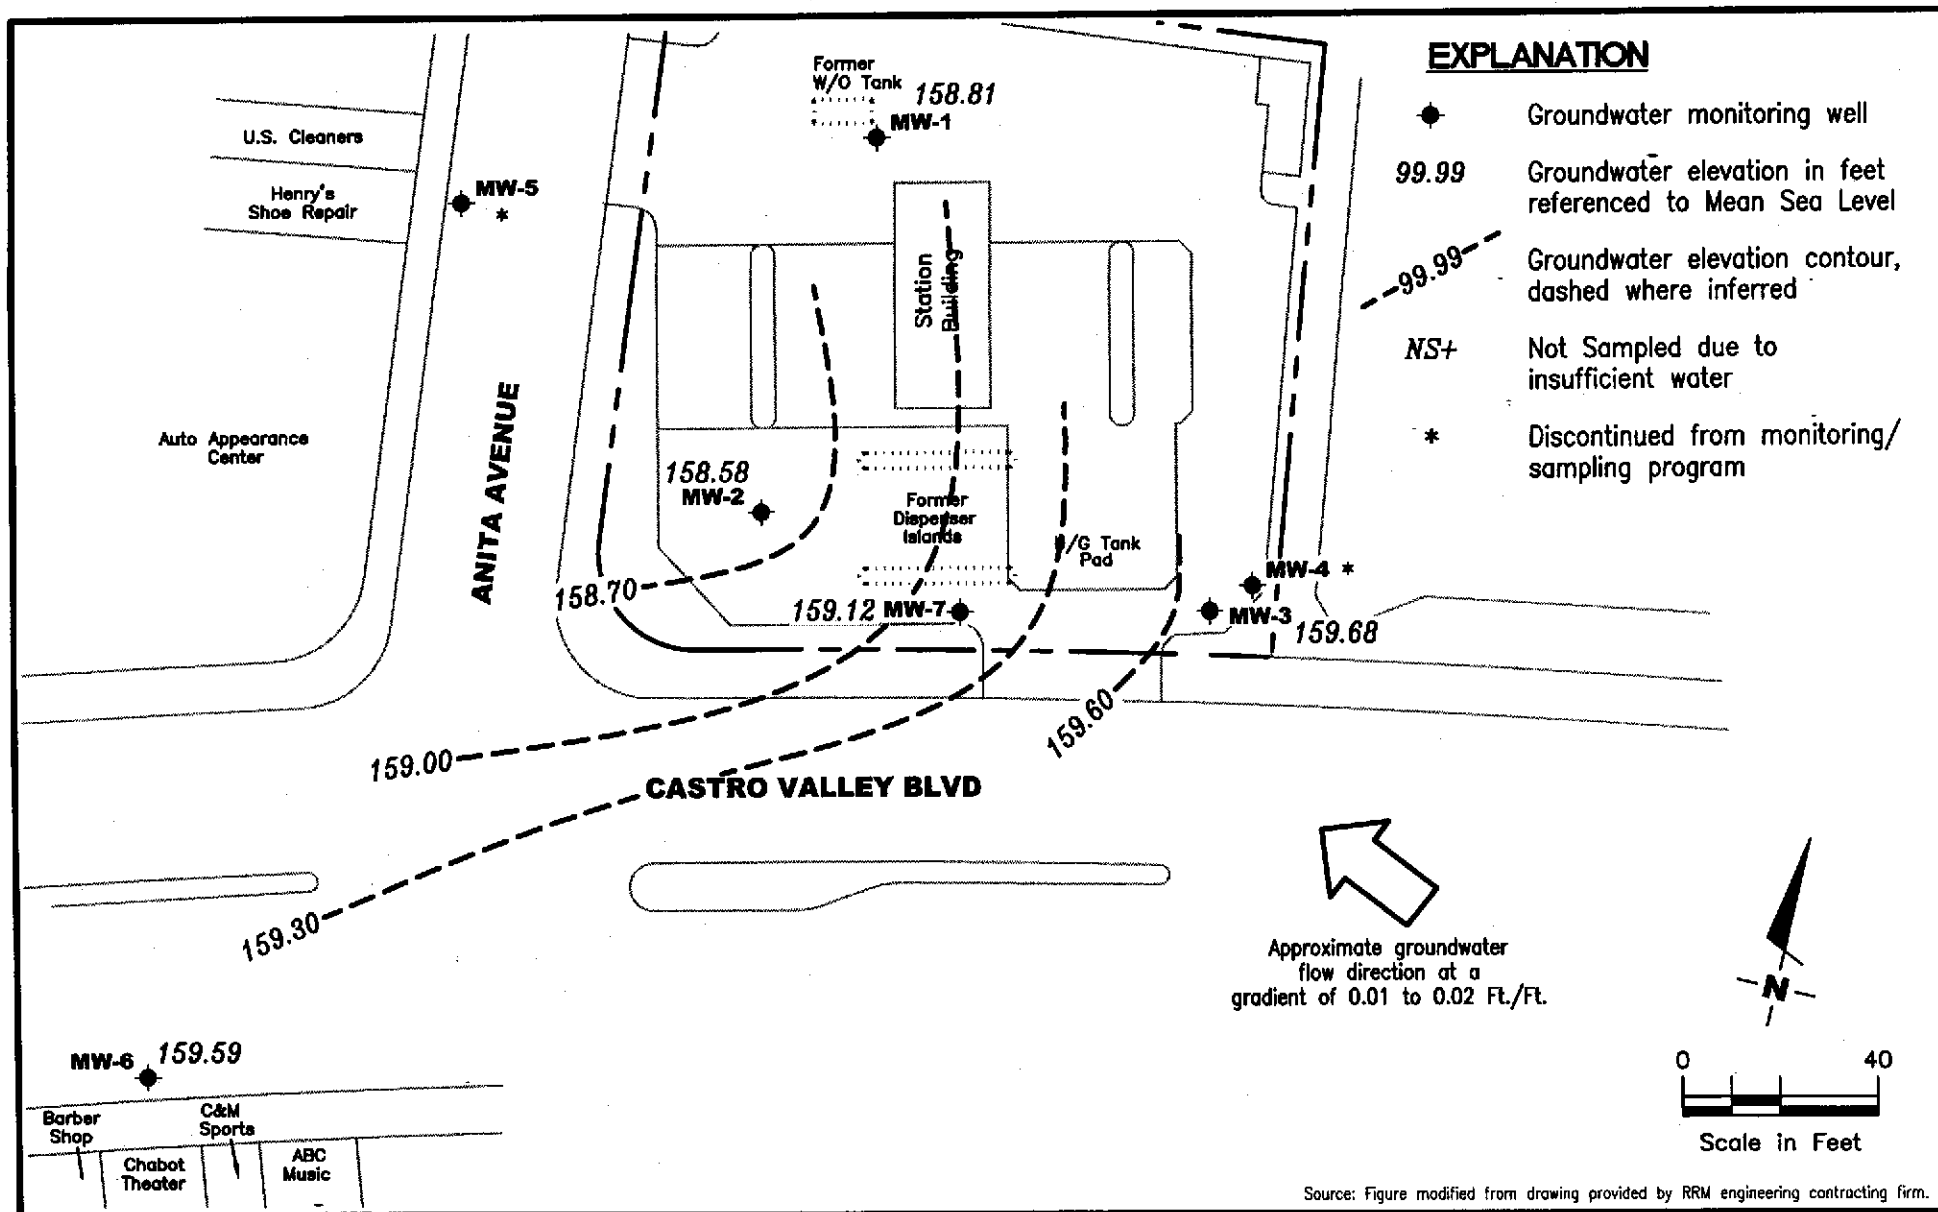 EXPLANATION
Groundwater monitoring well
99.99
Groundwater elevation in feet
referenced to Mean Sea Level
99.99
Groundwater elevation contour,
dashed where inferred
NS+
Not Sampled due to
insufficient water
*
Discontinued from monitoring/
sampling program
Former
W/O Tank
158.81
MW-1
U.S. Cleaners
Henry's
Shoe Repair
MW-5
*
Station
Building
Auto Appearance
Center
ANITA AVENUE
158.58
MW-2
Former
Dispenser
Islands
U/G Tank
Pad
158.70
159.12
MW-7
MW-4 *
MW-3
159.68
159.00
159.60
CASTRO VALLEY BLVD
159.30
Approximate groundwater
flow direction at a
gradient of 0.01 to 0.02 Ft./Ft.
N
MW-6
159.59
Barber
Shop
C&M
Sports
Chabot
Theater
ABC
Music
0
40
Scale in Feet
Source: Figure modified from drawing provided by RRM engineering contracting firm.